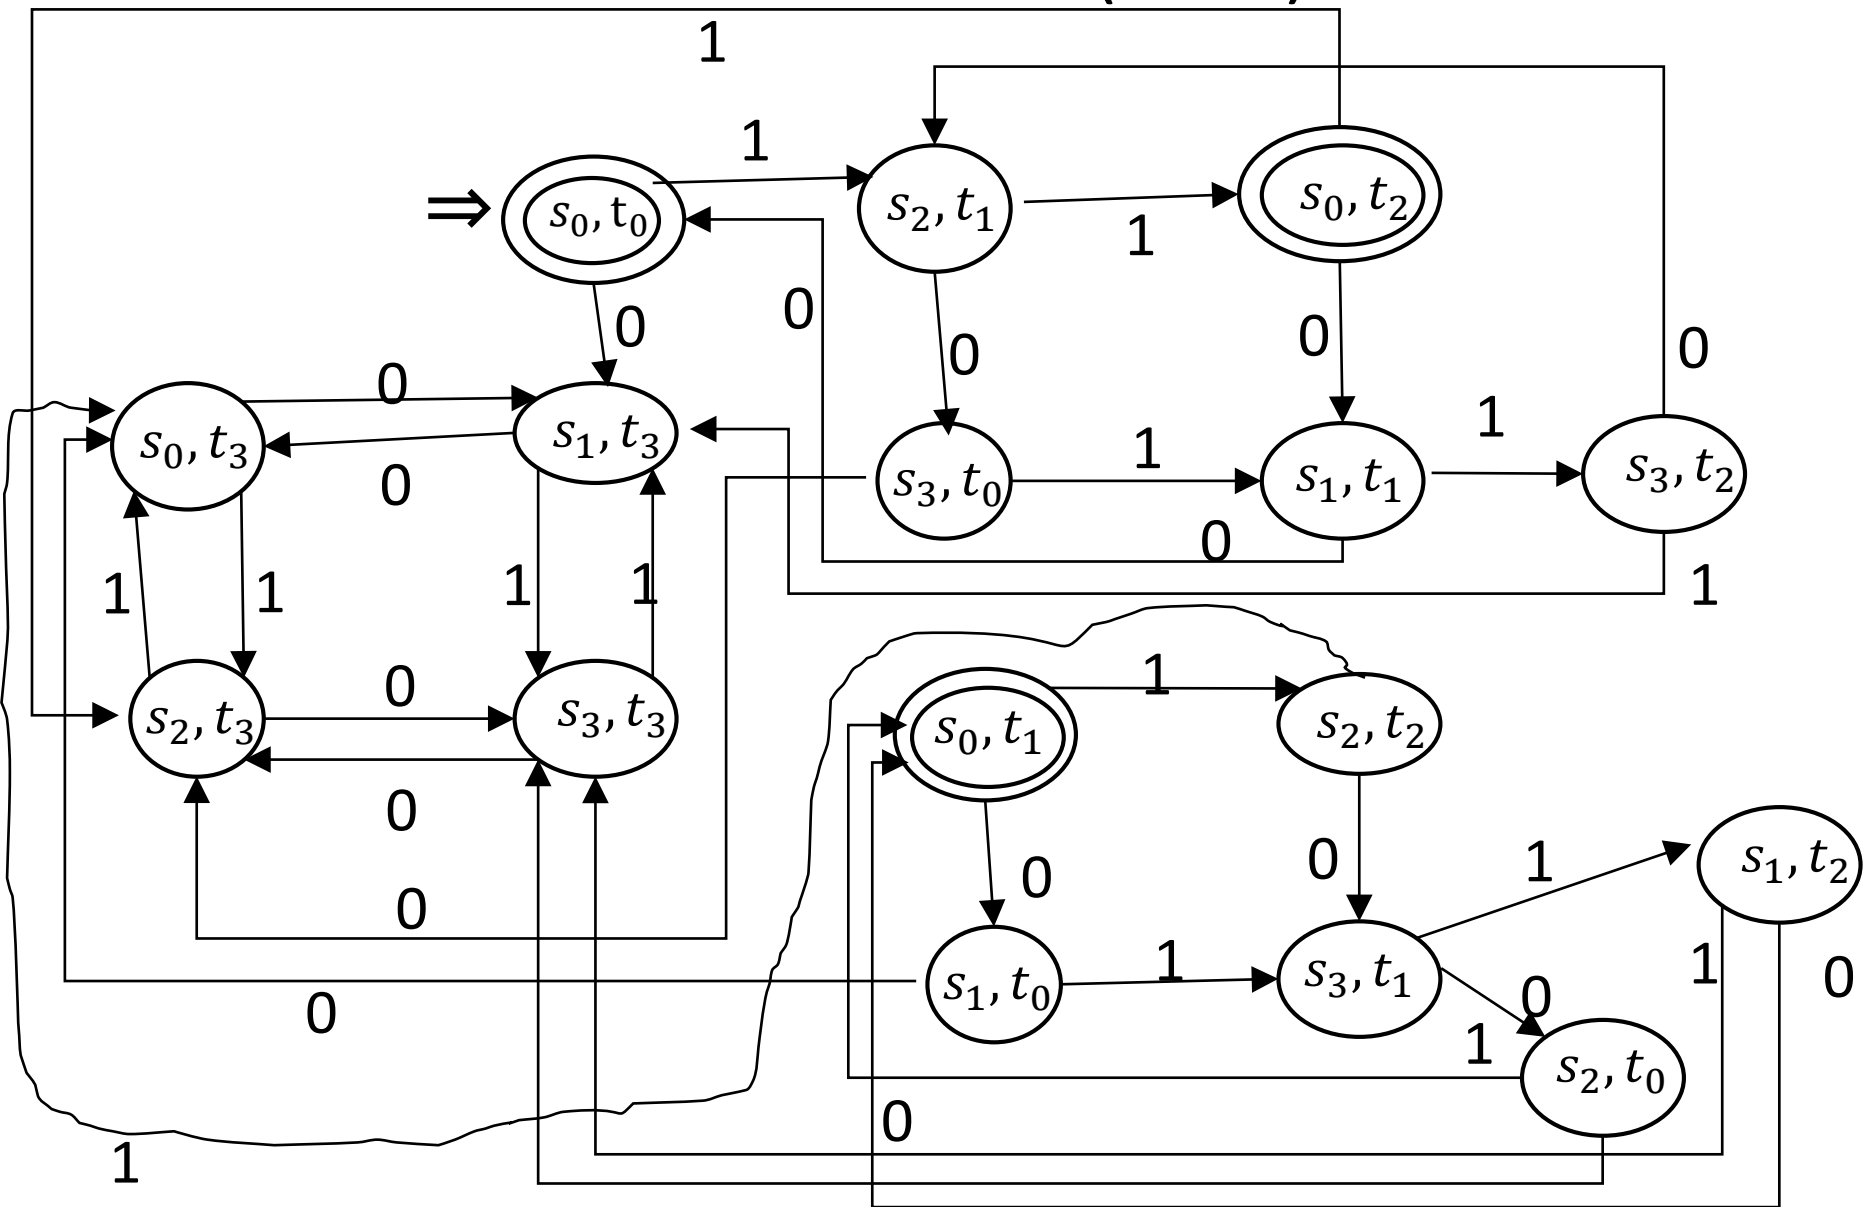 1
1
⇒ s₀, t₀
s₂, t₁
1
s₀, t₂
0
0
0
0
0
0
s₀, t₃
0
s₁, t₃
s₃, t₀
1
s₁, t₁
1
s₃, t₂
0
1
1
1
1
1
s₂, t₃
0
s₃, t₃
0
0
0
1
s₀, t₁
1
s₂, t₂
0
0
1
s₁, t₂
s₁, t₀
1
s₃, t₁
0
1
0
1
s₂, t₀
0